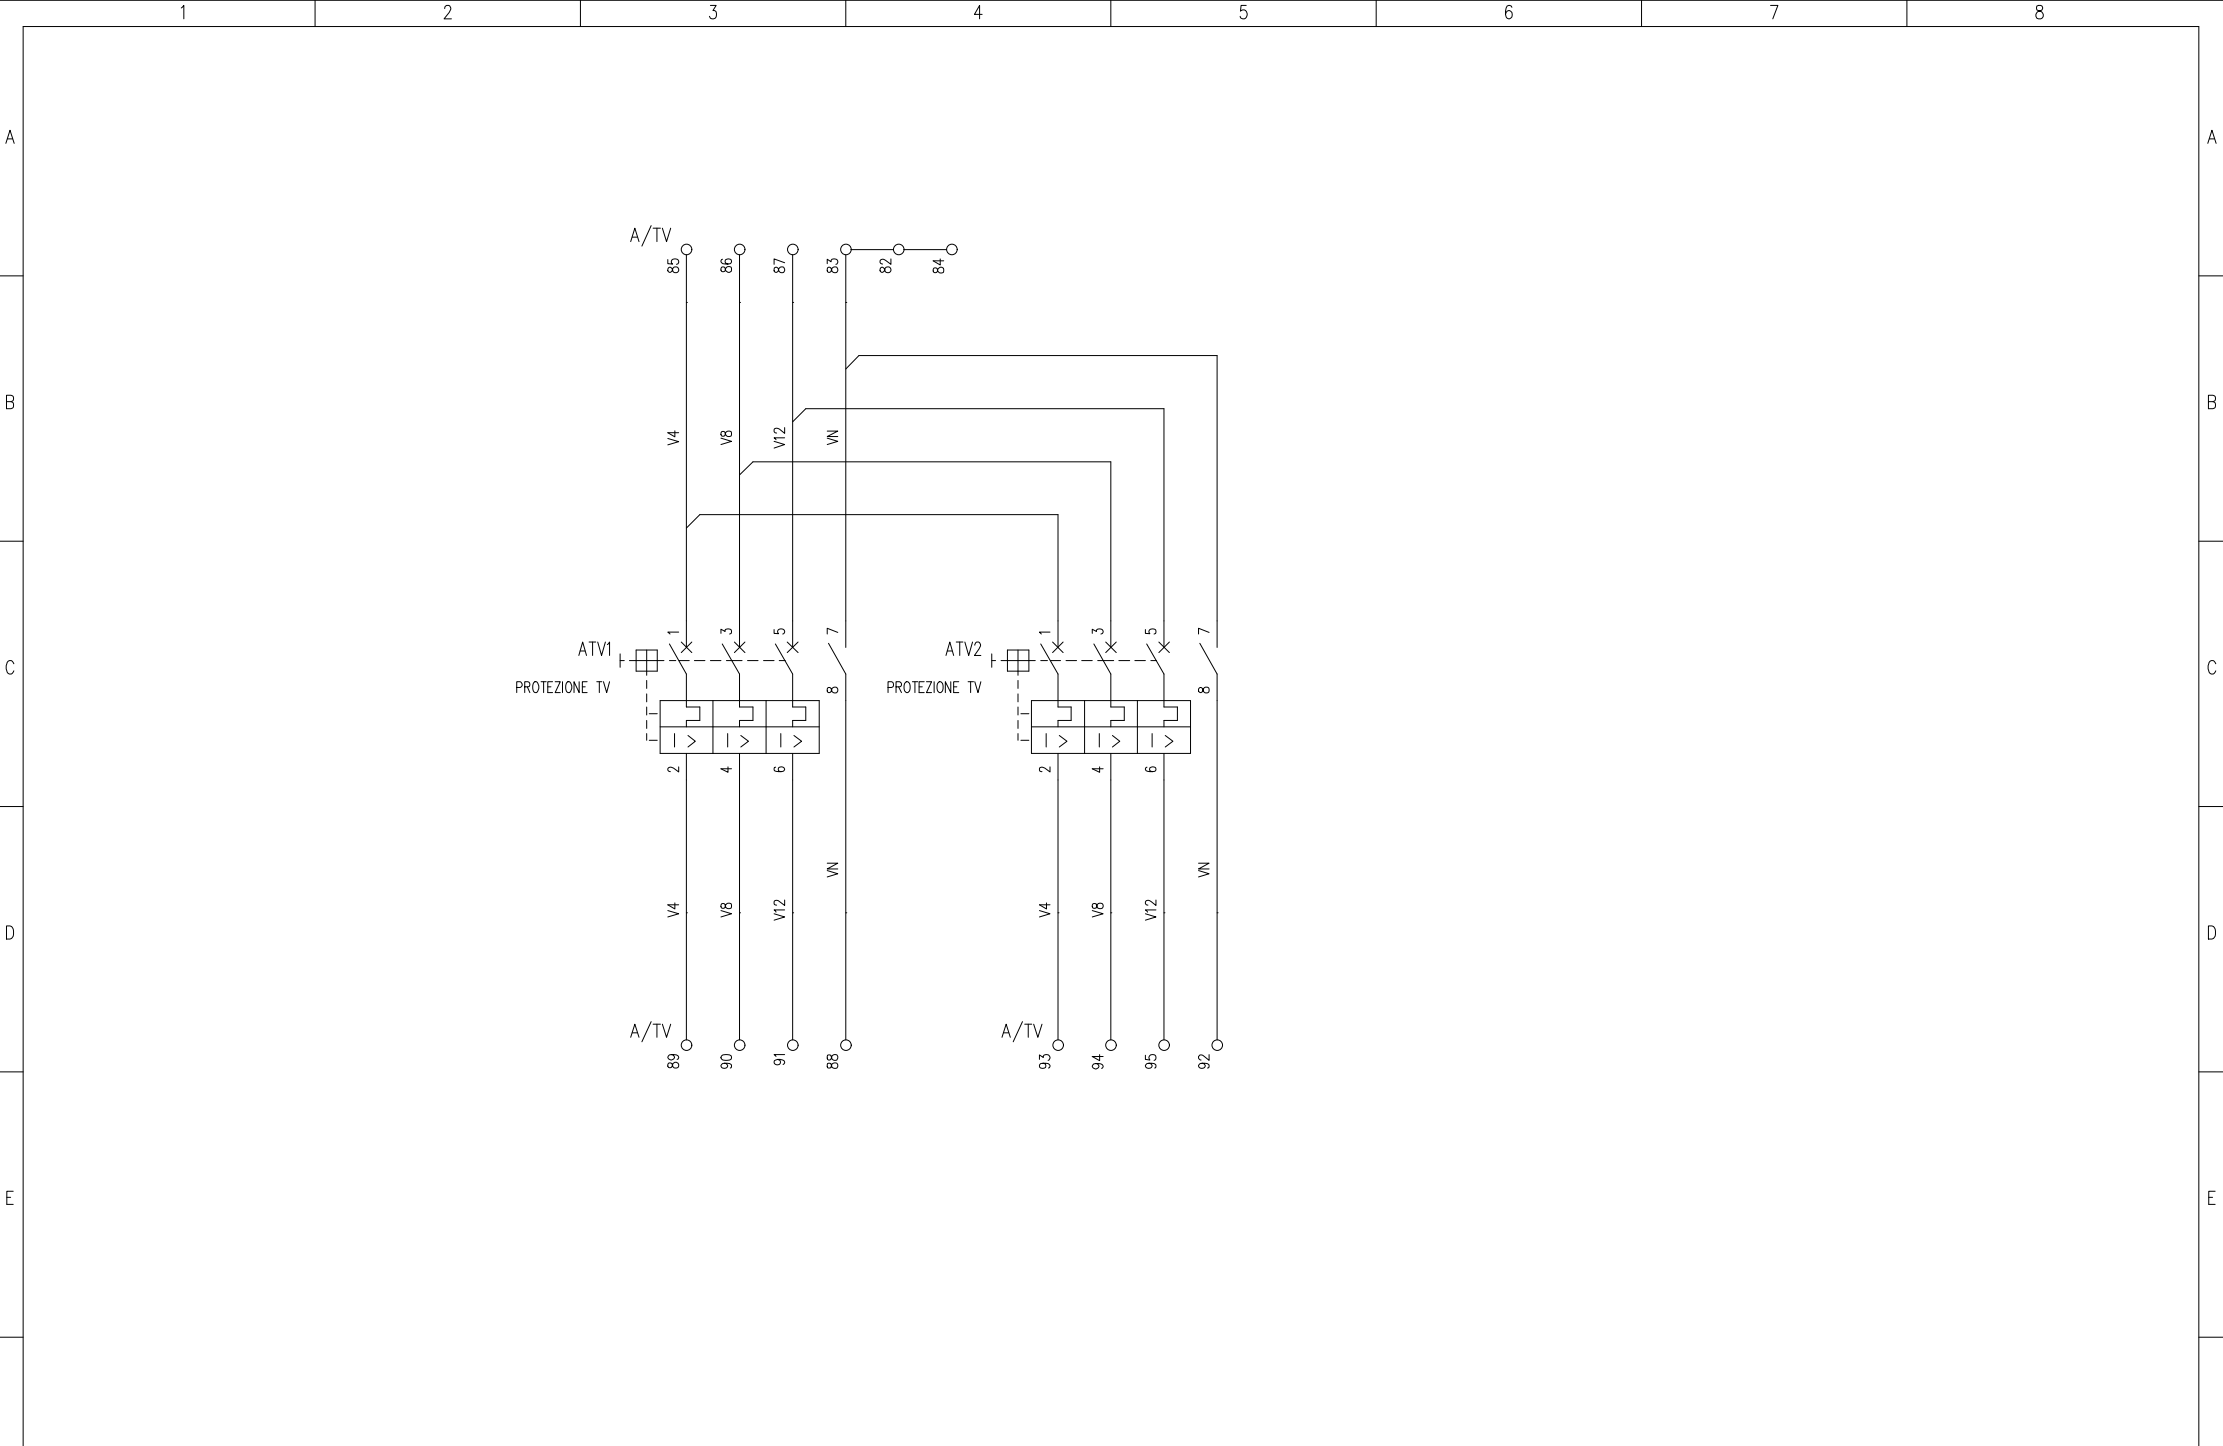 1 2 3 4 5 6 7 8
A A
A/TV
85 86 87 83 82 84
B B
V4 V8 V12 VN
1 3 5 7 1 3 5 7
ATV1 ATV2
C C
PROTEZIONE TV 8 PROTEZIONE TV 8
I > I > I > I > I > I >
2 4 6 2 4 6
VN VN
V4 V8 V12 V4 V8 V12
D D
A/TV A/TV
89 90 91 88 93 94 95 92
E E